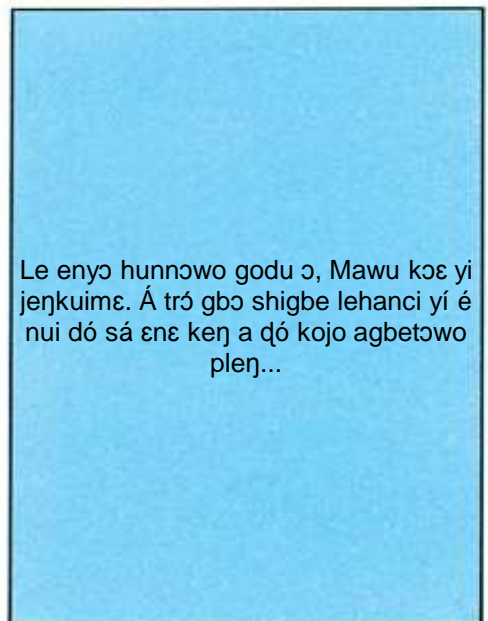 Le enyɔ hunnɔwo godu ɔ, Mawu kɔɛ yi
jeŋkuimɛ. Á trɔ́ gbɔ shigbe lehanci yí é
nui dó sá ɛnɛ keŋ a ɖó kojo agbetɔwo
pleŋ...